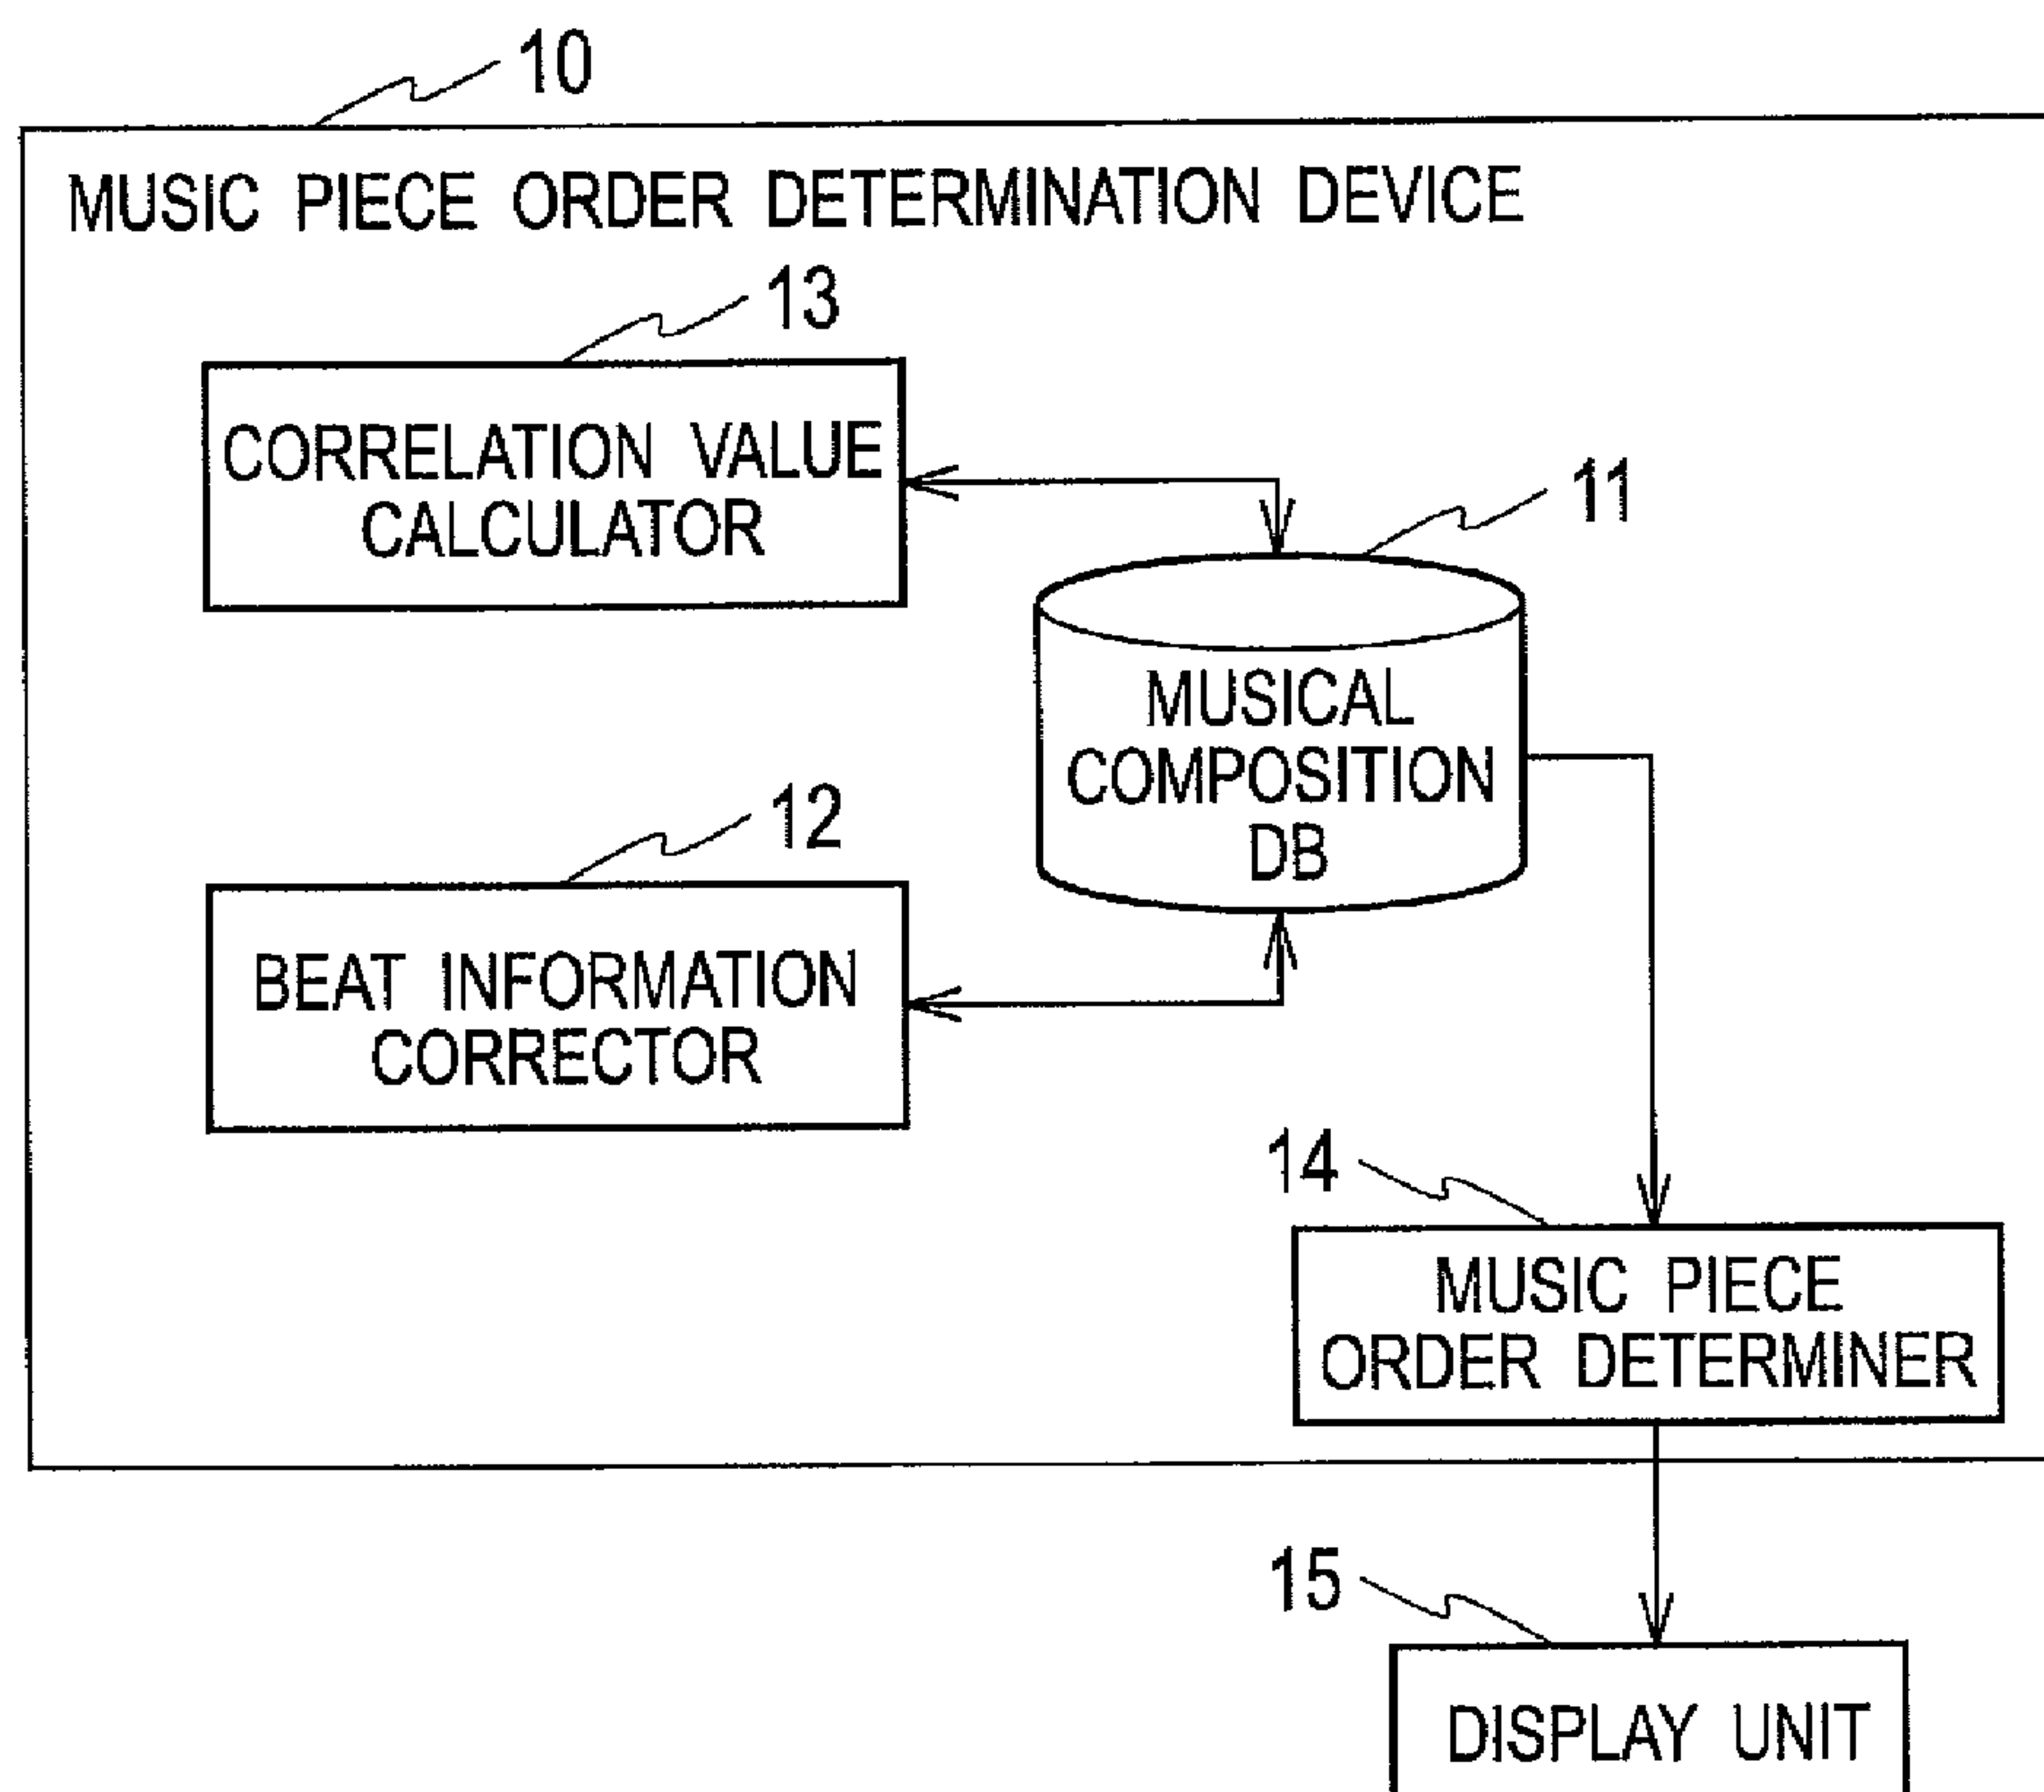 10
MUSIC PIECE ORDER DETERMINATION DEVICE
13
CORRELATION VALUE
CALCULATOR
11
MUSICAL
COMPOSITION
DB
12
BEAT INFORMATION
CORRECTOR
14
MUSIC PIECE
ORDER DETERMINER
15
DISPLAY UNIT